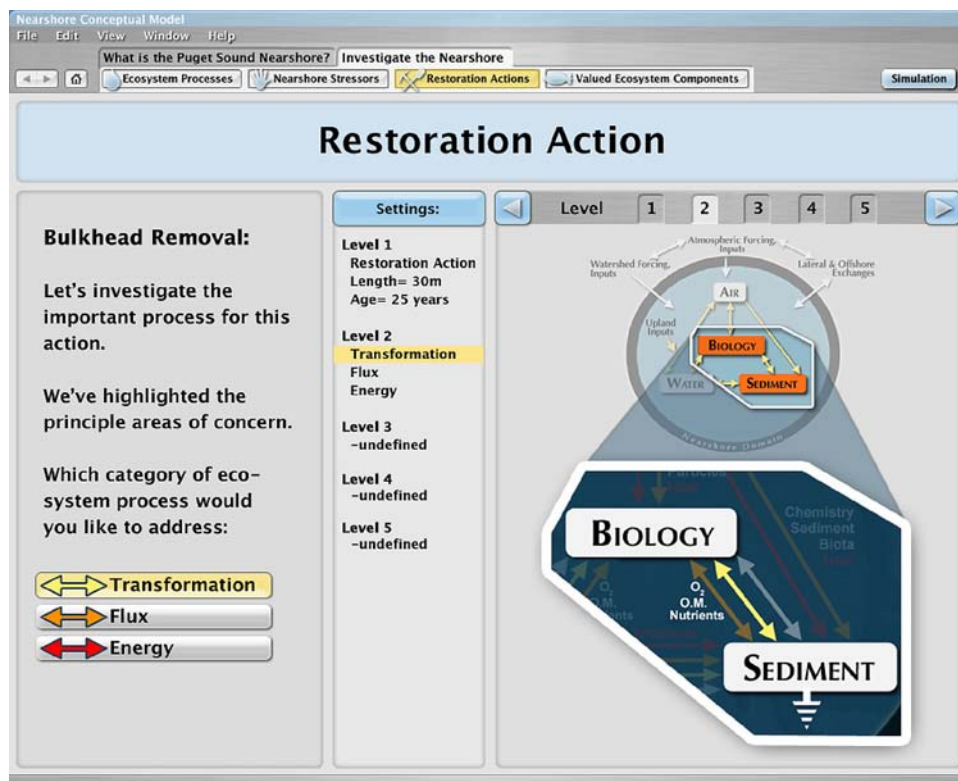 Nearshore Conceptual Model
File Edit View Window Help
What is the Puget Sound Nearshore? Investigate the Nearshore
Ecosystem Processes Nearshore Stressors Restoration Actions Valued Ecosystem Components Simulation
Restoration Action
Bulkhead Removal:
Let's investigate the
important process for this
action.
We've highlighted the
principle areas of concern.
Which category of eco-
system process would
you like to address:
Transformation
Flux
Energy
Settings:
Level 1
Restoration Action
Length= 30m
Age= 25 years
Level 2
Transformation
Flux
Energy
Level 3
-undefined
Level 4
-undefined
Level 5
-undefined
Level 1 2 3 4 5
Atmospheric Forcing,
Inputs
Watershed Forcing,
Inputs
Lateral & Offshore
Exchanges
AIR
Upland
Inputs
BIOLOGY
WATER
SEDIMENT
Nearshore Domain
Particles
Chemistry
Sediment
Biota
BIOLOGY
O2
O.M.
Nutrients
O2
O.M.
Nutrients
SEDIMENT